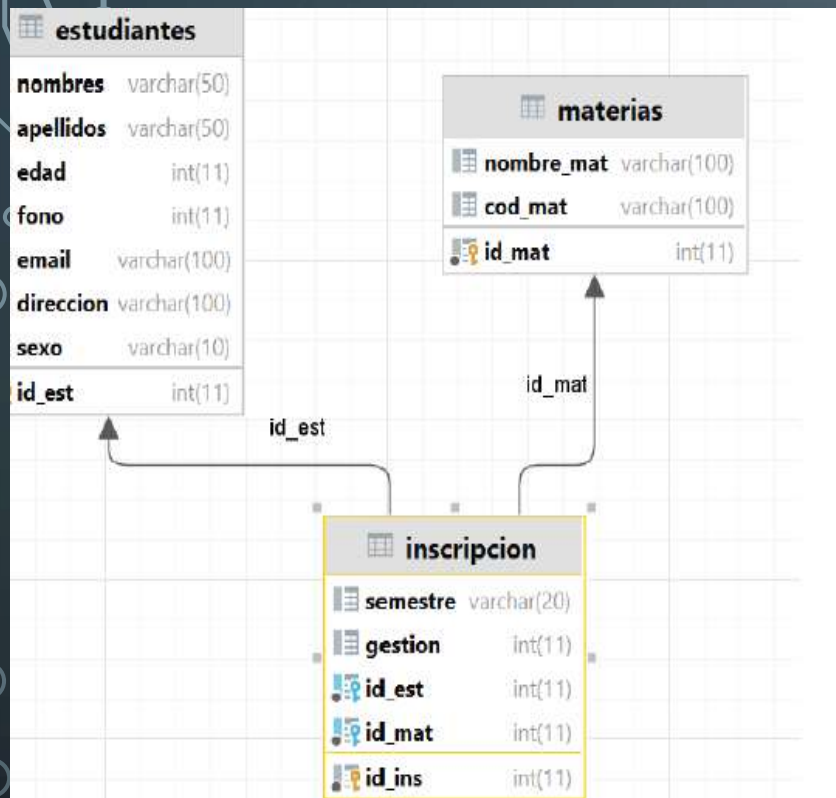 estudiantes
nombres varchar(50)
apellidos varchar(50)
edad int(11)
fono int(11)
email varchar(100)
direccion varchar(100)
sexo varchar(10)
id_est int(11)
materias
nombre_mat varchar(100)
cod_mat varchar(100)
id_mat int(11)
id_est
id_mat
inscripcion
semestre varchar(20)
gestion int(11)
id_est int(11)
id_mat int(11)
id_ins int(11)